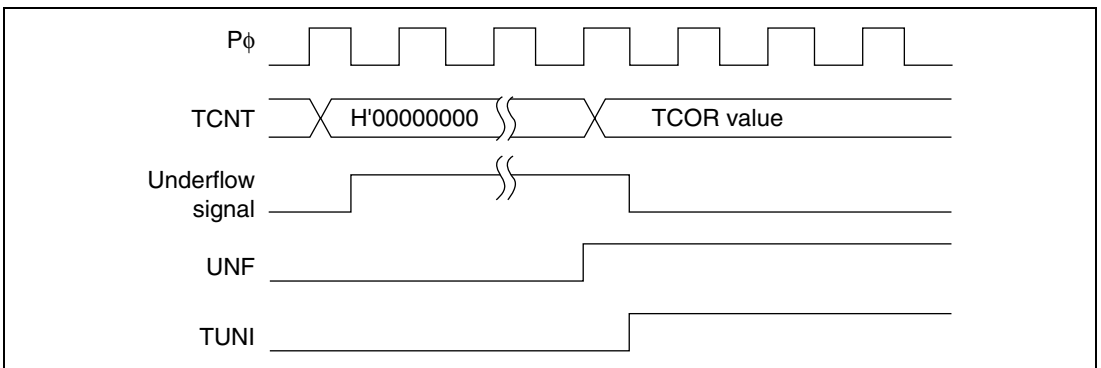 Pϕ
TCNT
H'00000000
TCOR value
Underflow
signal
UNF
TUNI